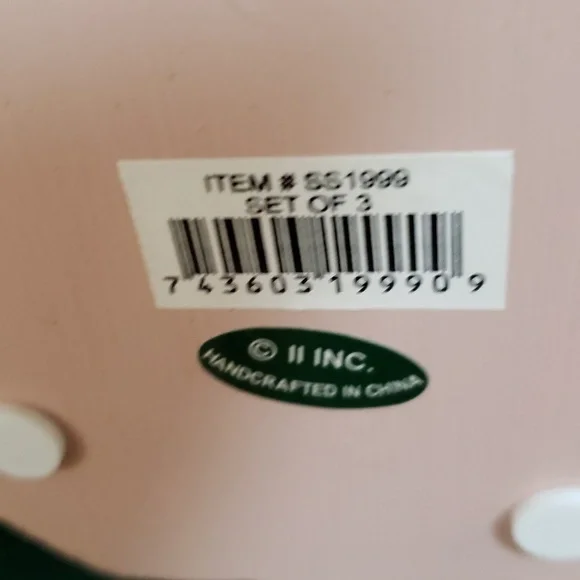 ITEM # SS1999
SET OF 3
7 43603 19990 9
© II INC.
HANDCRAFTED IN CHINA